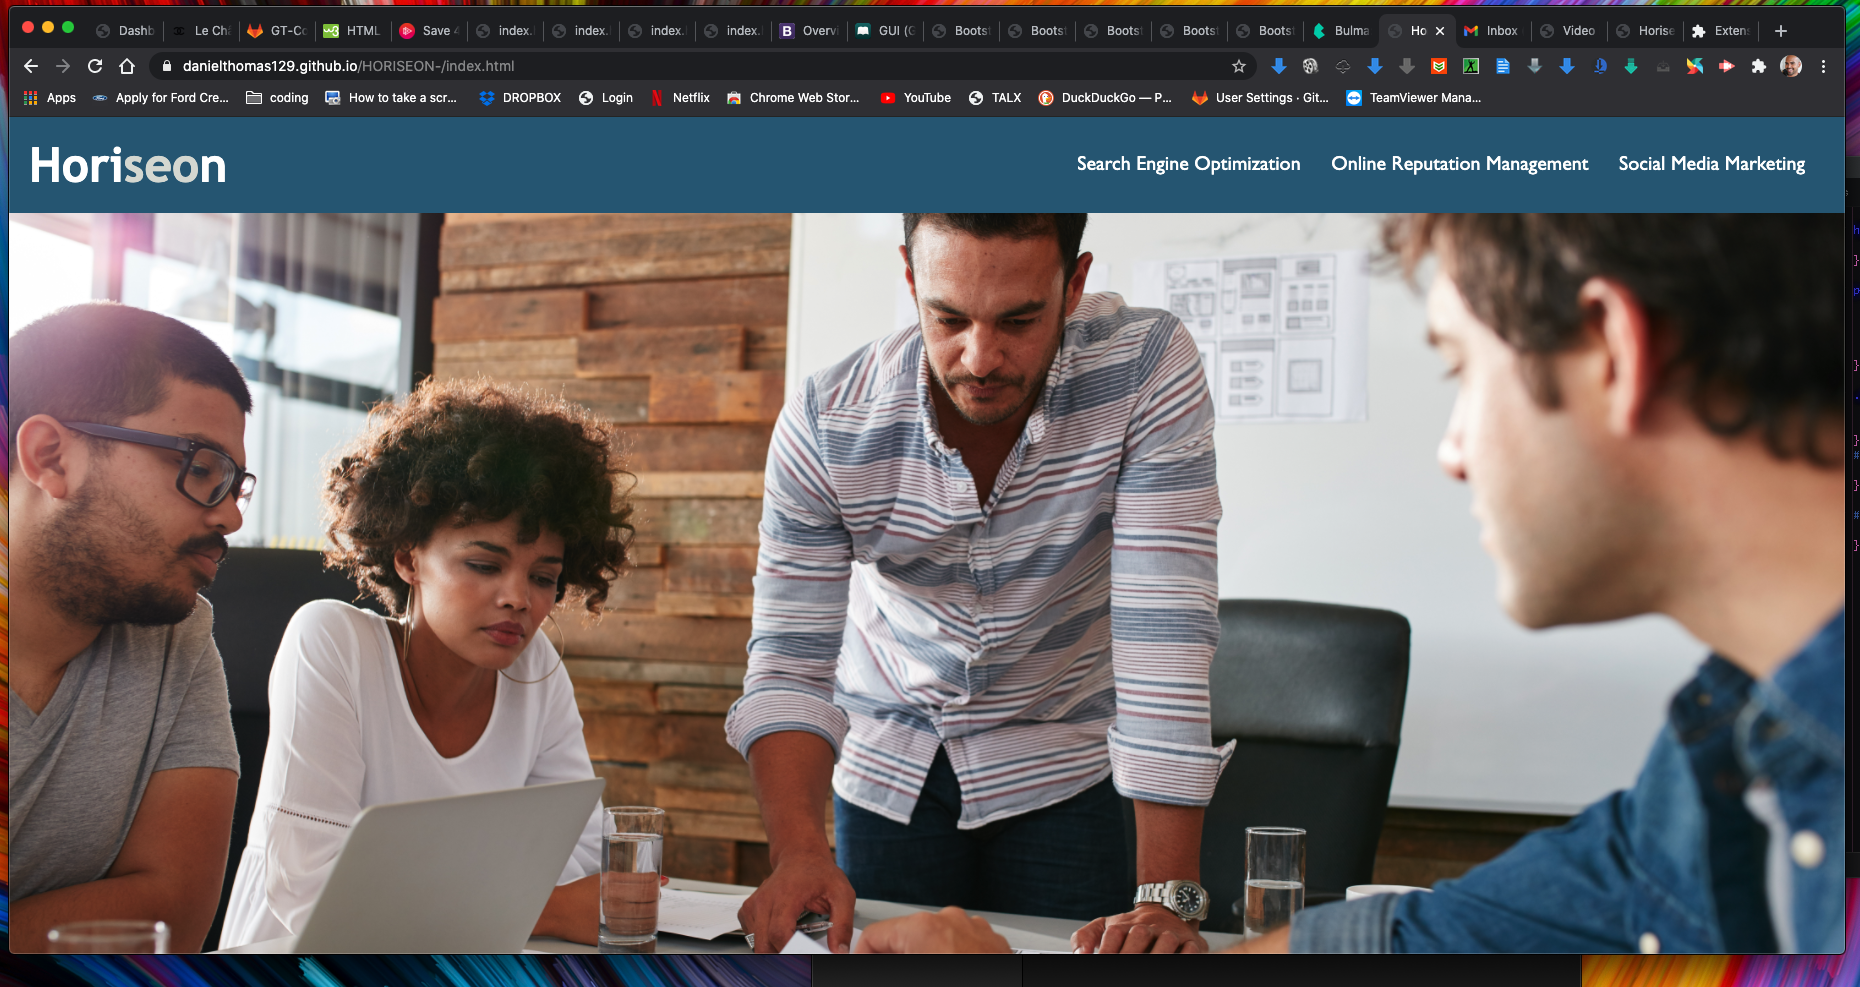 Dashb Le Ch GT-Co HTML Save 4 index. index. index. index. Overvi GUI (G Boots Boots Boots Boots Boots Bulma Ho Inbox Video Horise Exten
danielthomas129.github.io/HORISEON-/index.html
Apps Apply for Ford Cre... coding How to take a scr... DROPBOX Login Netflix Chrome Web Stor... YouTube TALX DuckDuckGo — P... User Settings · Git... TeamViewer Mana...
Horiseon Search Engine Optimization Online Reputation Management Social Media Marketing